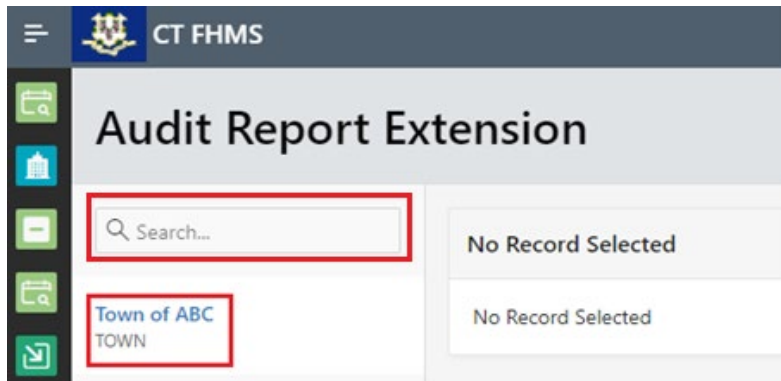 CT FHMS
Audit Report Extension
Search...
No Record Selected
Town of ABC
TOWN
No Record Selected